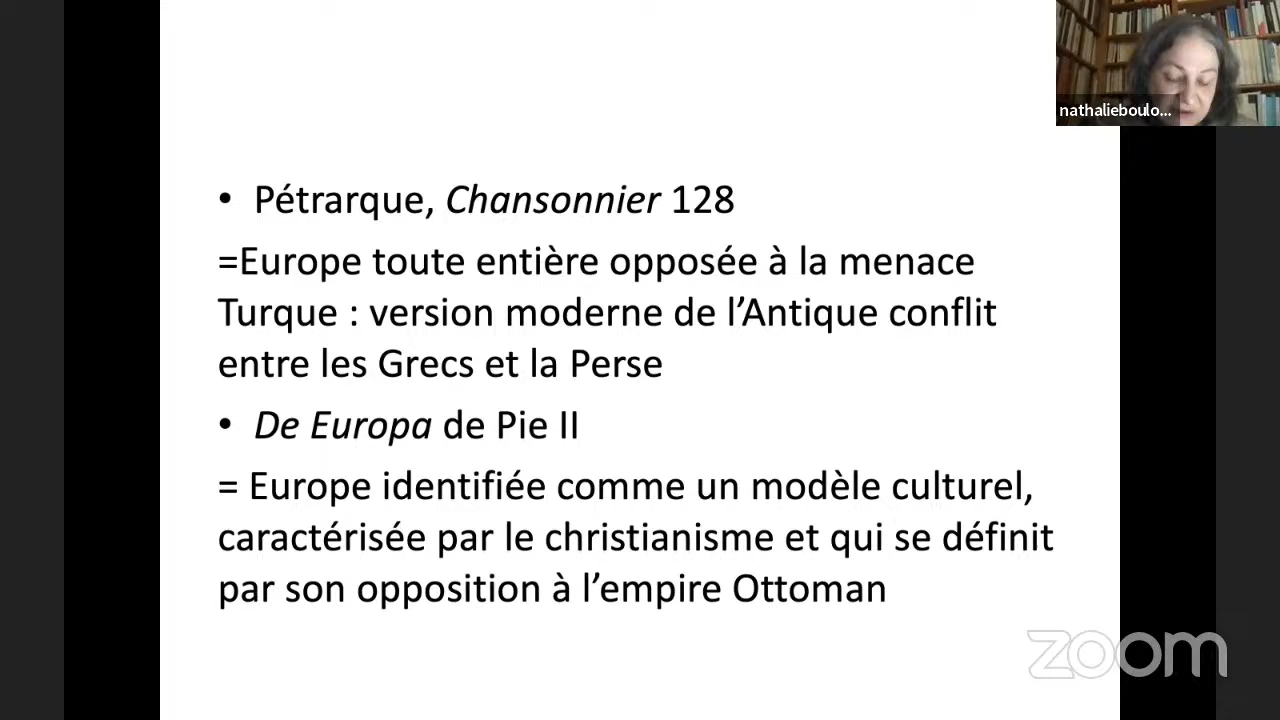 nathalieboulo...
• Pétrarque, Chansonnier 128
=Europe toute entière opposée à la menace
Turque : version moderne de l’Antique conflit
entre les Grecs et la Perse
• De Europa de Pie II
= Europe identifiée comme un modèle culturel,
caractérisée par le christianisme et qui se définit
par son opposition à l’empire Ottoman
zoom